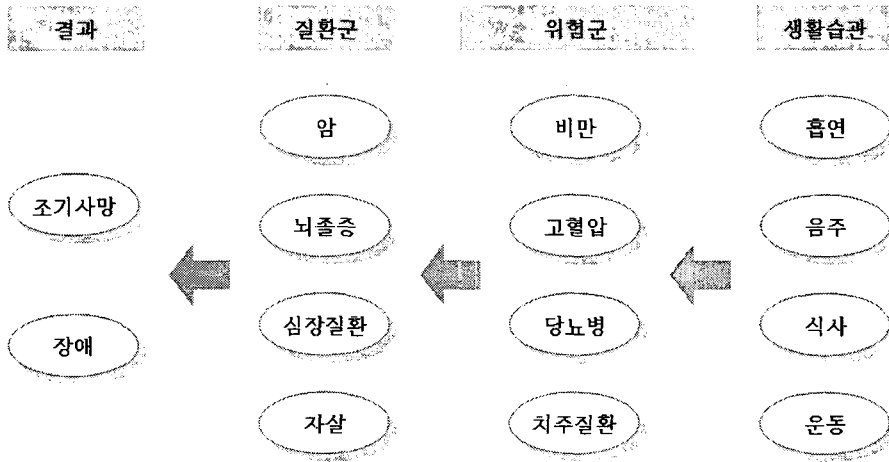 결과 질환군 위험군 생활습관
암 비만 흡연
조기사망
뇌졸증 고혈압 음주
심장질환 당뇨병 식사
장애
자살 치주질환 운동